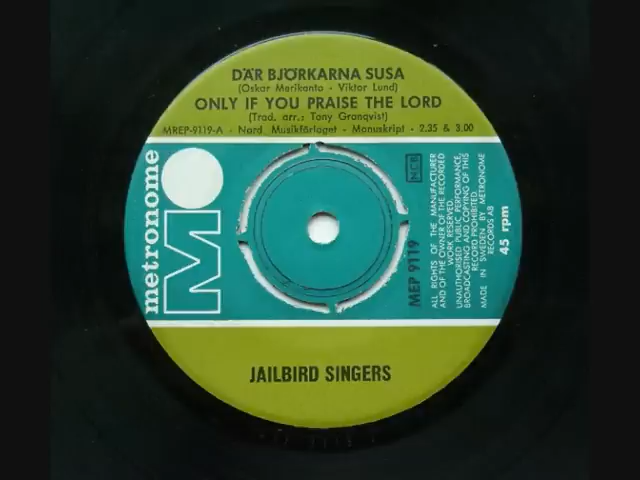 DÄR BJÖRKARNA SUSA
(Oskar Merikanto - Viktor Lund)
ONLY IF YOU PRAISE THE LORD
(Trad. arr.: Tony Granqvist)
MREP-9119-A - Nord. Musikförlaget - Manuskript - 2.35 & 3.00
metronome
M
NCB
MEP 9119
ALL RIGHTS OF THE MANUFACTURER
AND OF THE OWNER OF THE RECORDED
WORK RESERVED.
UNAUTHORISED PUBLIC PERFORMANCE,
BROADCASTING AND COPYING OF THIS
RECORD PROHIBITED.
MADE IN SWEDEN BY METRONOME
RECORDS AB
45 rpm
JAILBIRD SINGERS